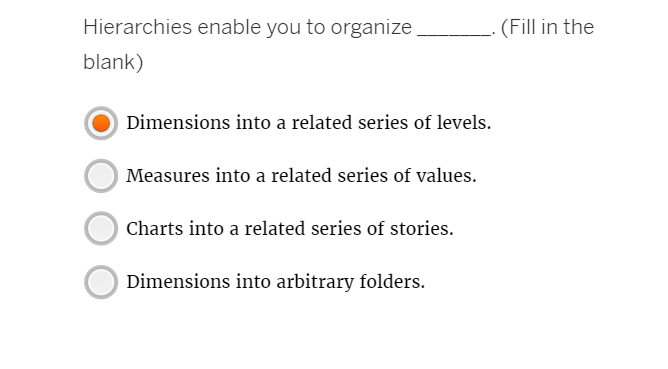 Hierarchies enable you to organize _______. (Fill in the
blank)
Dimensions into a related series of levels.
Measures into a related series of values.
Charts into a related series of stories.
Dimensions into arbitrary folders.